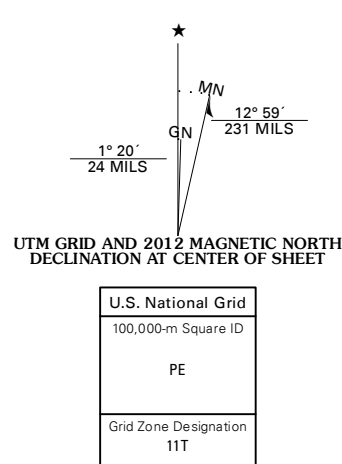 MN
12° 59´
231 MILS
GN
1° 20´
24 MILS
UTM GRID AND 2012 MAGNETIC NORTH
DECLINATION AT CENTER OF SHEET
U.S. National Grid
100,000-m Square ID
PE
Grid Zone Designation
11T